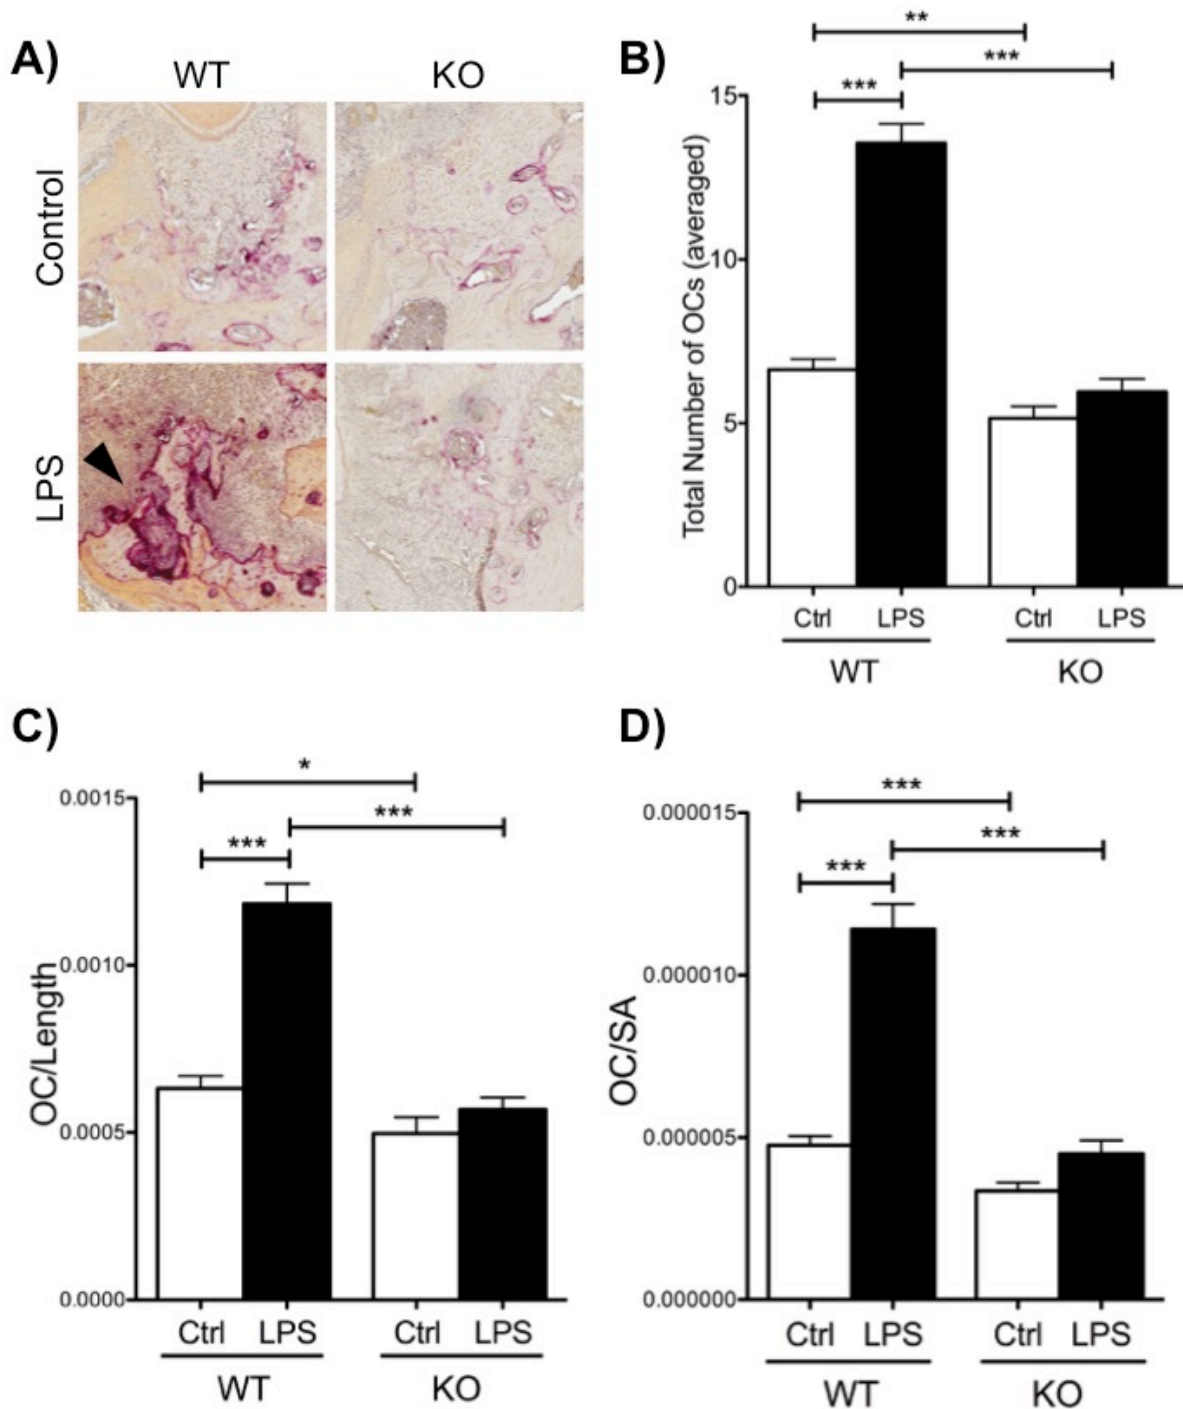 A)
WT KO
Control
LPS
B)
** 
***
***
Total Number of OCs (averaged)
15
10
5
0
Ctrl LPS Ctrl LPS
WT KO
C)
*
***
***
OC/Length
0.0015
0.0010
0.0005
0.0000
Ctrl LPS Ctrl LPS
WT KO
D)
***
***
***
OC/SA
0.000015
0.000010
0.000005
0.000000
Ctrl LPS Ctrl LPS
WT KO